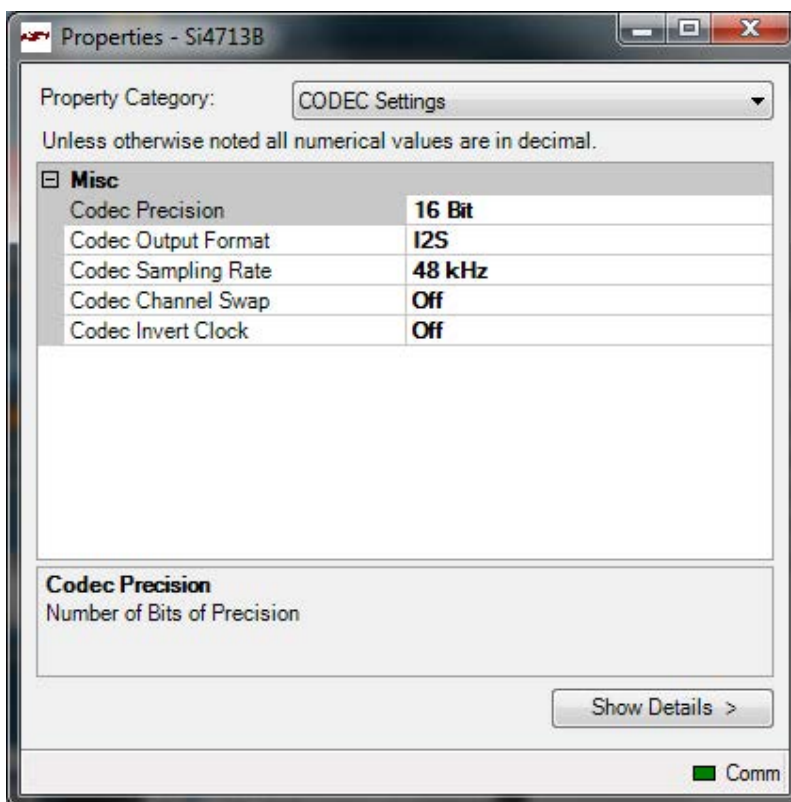 Properties - Si4713B
Property Category: CODEC Settings
Unless otherwise noted all numerical values are in decimal.
Misc
Codec Precision 16 Bit
Codec Output Format I2S
Codec Sampling Rate 48 kHz
Codec Channel Swap Off
Codec Invert Clock Off
Codec Precision
Number of Bits of Precision
Show Details >
Comm